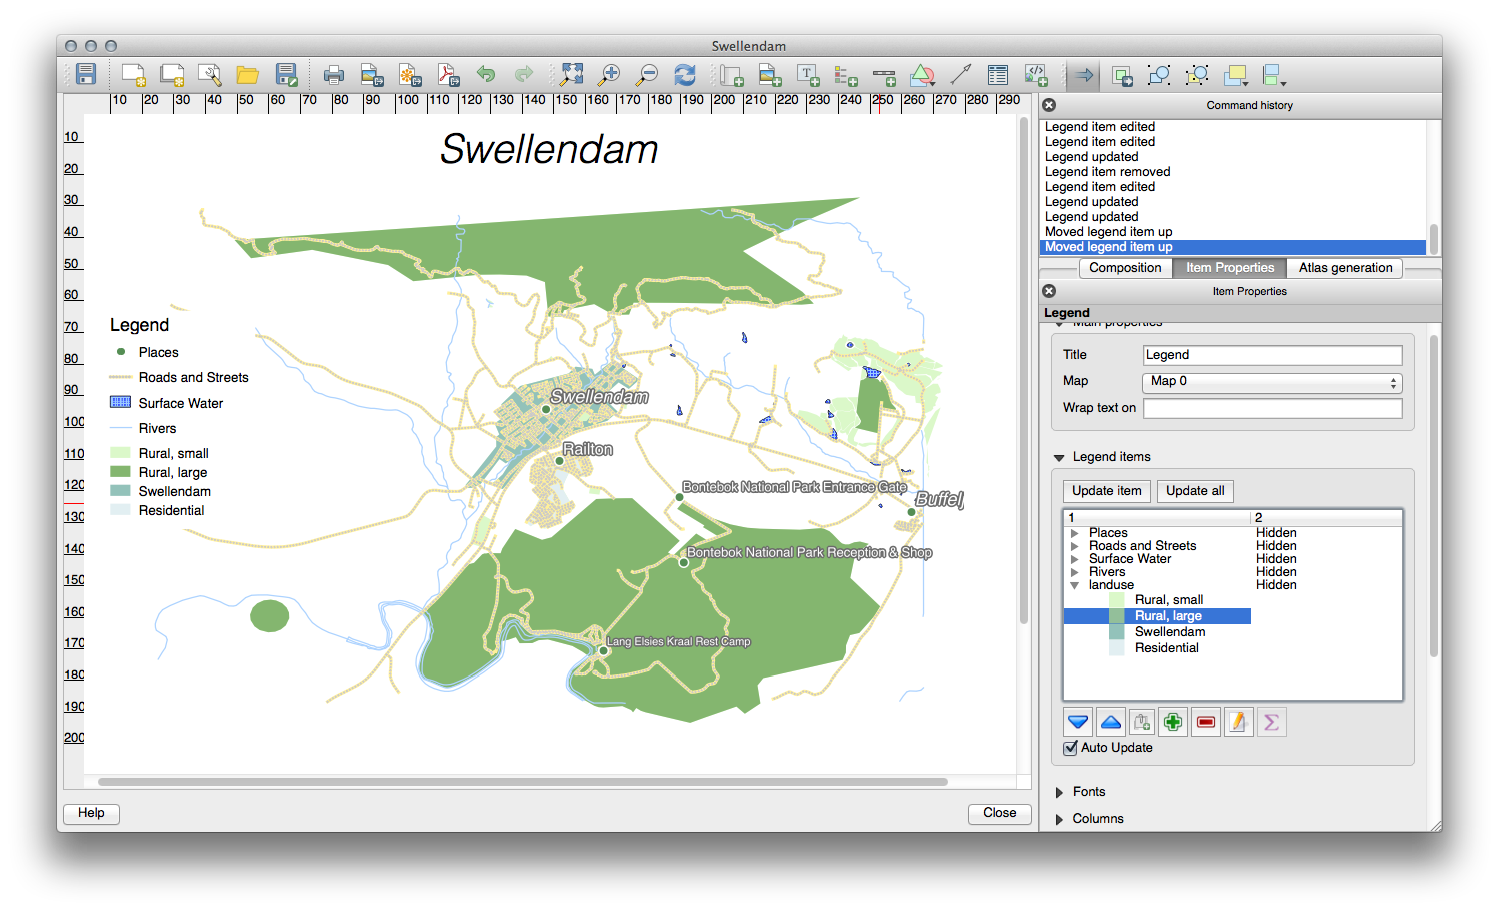 Swellendam
10 20 30 40 50 60 70 80 90 100 110 120 130 140 150 160 170 180 190 200 210 220 230 240 250 260 270 280 290
10
20
30
40
50
60
70
80
90
100
110
120
130
140
150
160
170
180
190
200
Swellendam
Legend
Places
Roads and Streets
Surface Water
Rivers
Rural, small
Rural, large
Swellendam
Residential
Swellendam
Railton
Bontebok National Park Entrance Gate
Buffelj
Bontebok National Park Reception & Shop
Lang Elsies Kraal Rest Camp
Help
Close
Command history
Legend item edited
Legend item edited
Legend updated
Legend item removed
Legend item edited
Legend updated
Legend updated
Moved legend item up
Moved legend item up
Composition Item Properties Atlas generation
Item Properties
Legend
Main properties
Title Legend
Map Map 0
Wrap text on
Legend items
Update item Update all
1 2
Places Hidden
Roads and Streets Hidden
Surface Water Hidden
Rivers Hidden
landuse Hidden
Rural, small
Rural, large
Swellendam
Residential
Σ
Auto Update
Fonts
Columns